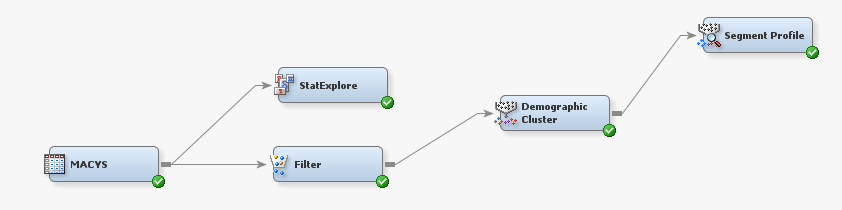 Segment Profile
StatExplore
Demographic
Cluster
MACYS
Filter